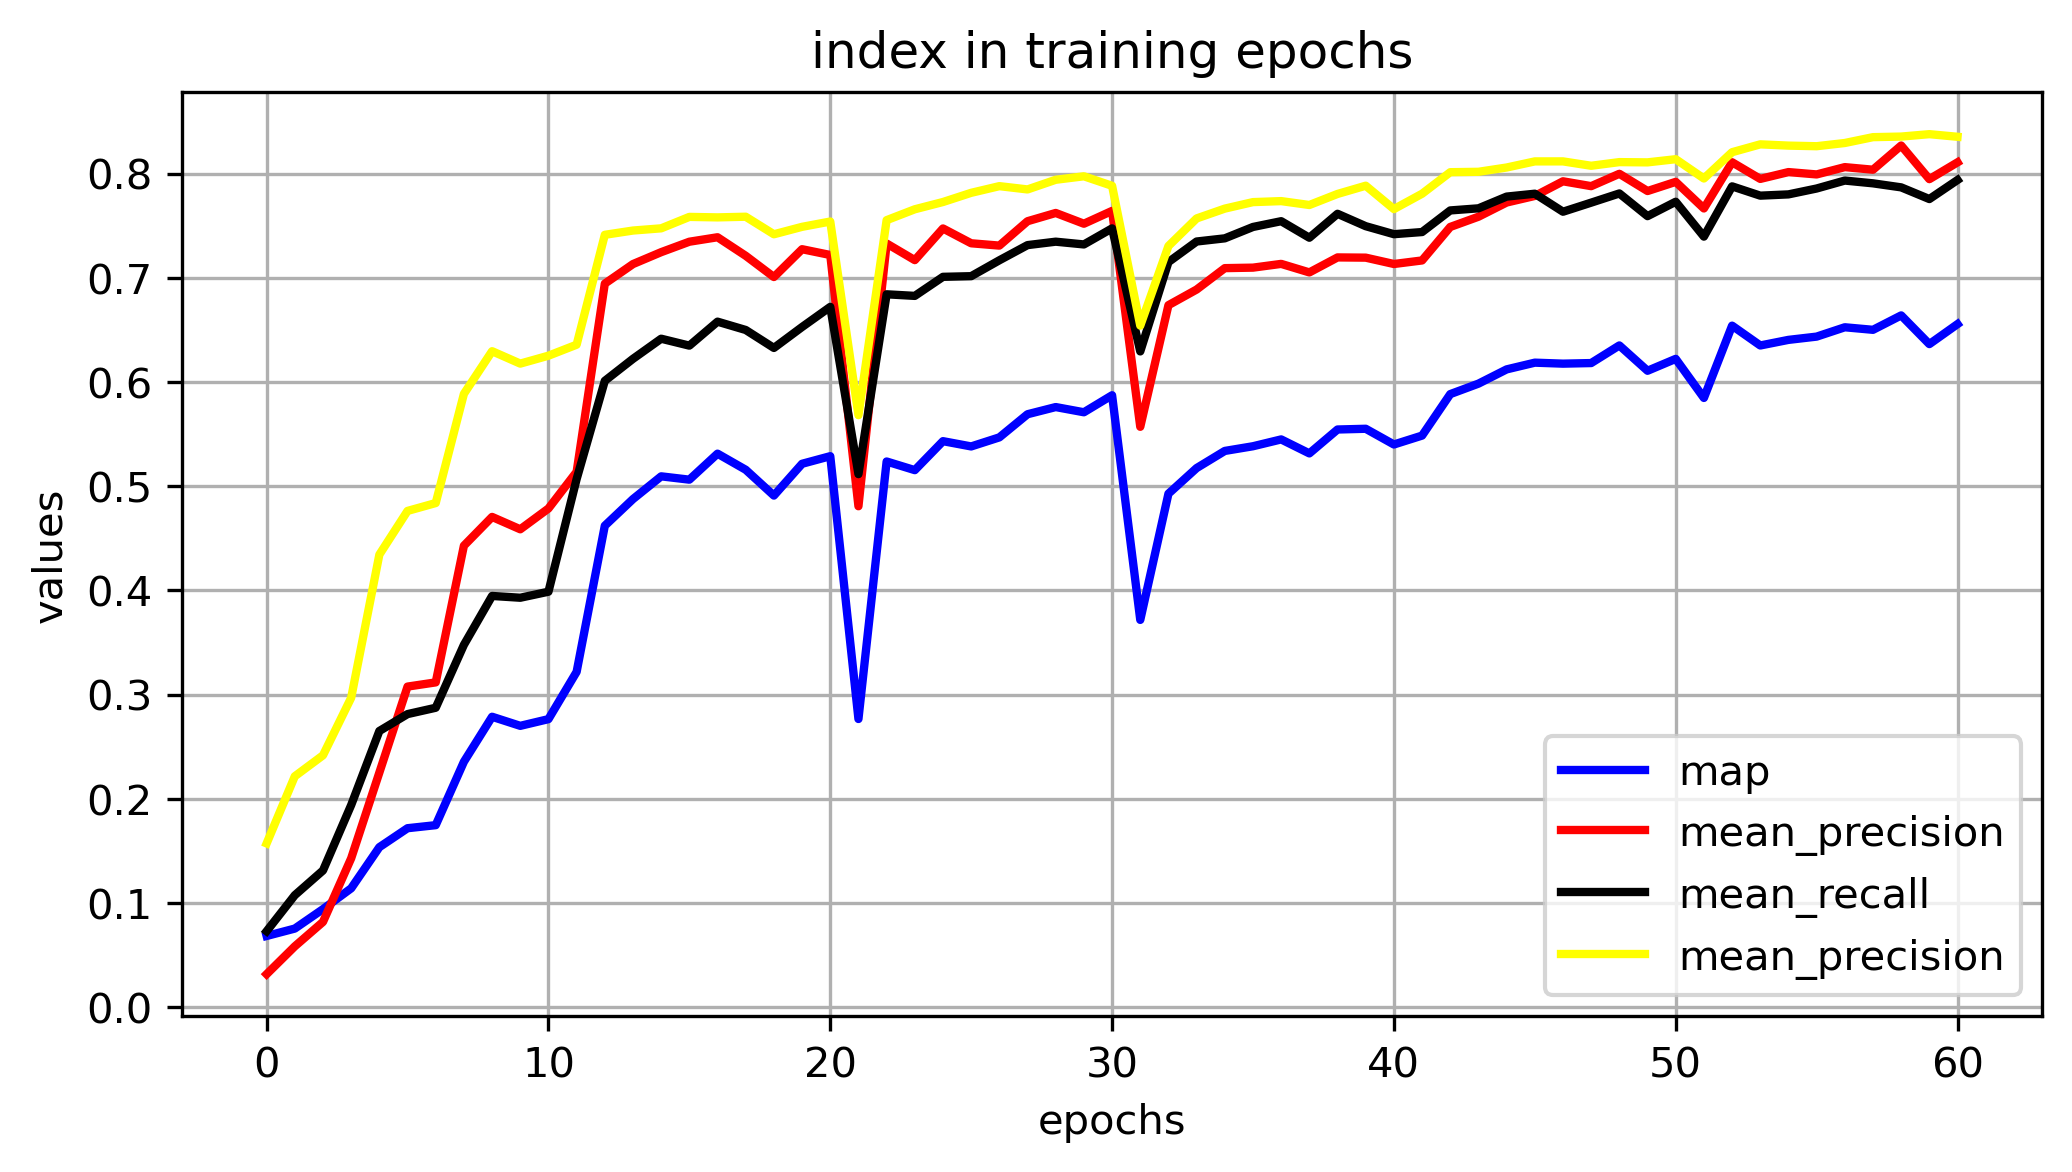 index in training epochs
0.8
0.7
0.6
0.5
0.4
0.3
0.2
0.1
0.0
values
0 10 20 30 40 50 60
epochs
map
mean_precision
mean_recall
mean_precision